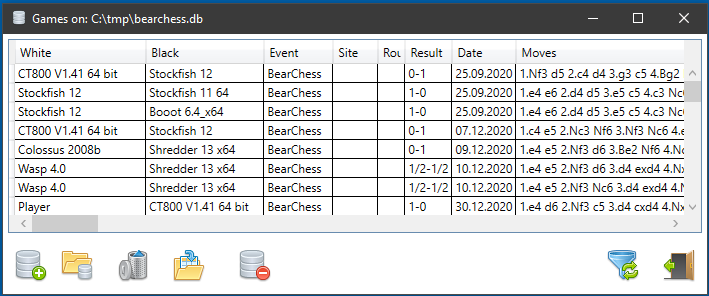 Games on: C:\tmp\bearchess.db
White Black Event Site Rou Result Date Moves
CT800 V1.41 64 bit Stockfish 12 BearChess 0-1 25.09.2020 1.Nf3 d5 2.c4 d4 3.g3 c5 4.Bg2
Stockfish 12 Stockfish 11 64 BearChess 1-0 25.09.2020 1.e4 e6 2.d4 d5 3.e5 c5 4.c3 Nc
Stockfish 12 Booot 6.4_x64 BearChess 1-0 25.09.2020 1.e4 e6 2.d4 d5 3.e5 c5 4.c3 Nc
CT800 V1.41 64 bit Stockfish 12 BearChess 0-1 07.12.2020 1.c4 e5 2.Nc3 Nf6 3.Nf3 Nc6 4.e
Colossus 2008b Shredder 13 x64 BearChess 0-1 09.12.2020 1.e4 e5 2.Nf3 d6 3.Be2 Nf6 4.
Wasp 4.0 Shredder 13 x64 BearChess 1/2-1/2 10.12.2020 1.e4 e5 2.Nf3 d6 3.d4 exd4 4.Nx
Wasp 4.0 Shredder 13 x64 BearChess 1/2-1/2 10.12.2020 1.e4 e5 2.Nf3 Nc6 3.d4 exd4 4.N
Player CT800 V1.41 64 bit BearChess 1-0 30.12.2020 1.e4 d6 2.Nf3 c5 3.d4 cxd4 4.Nx